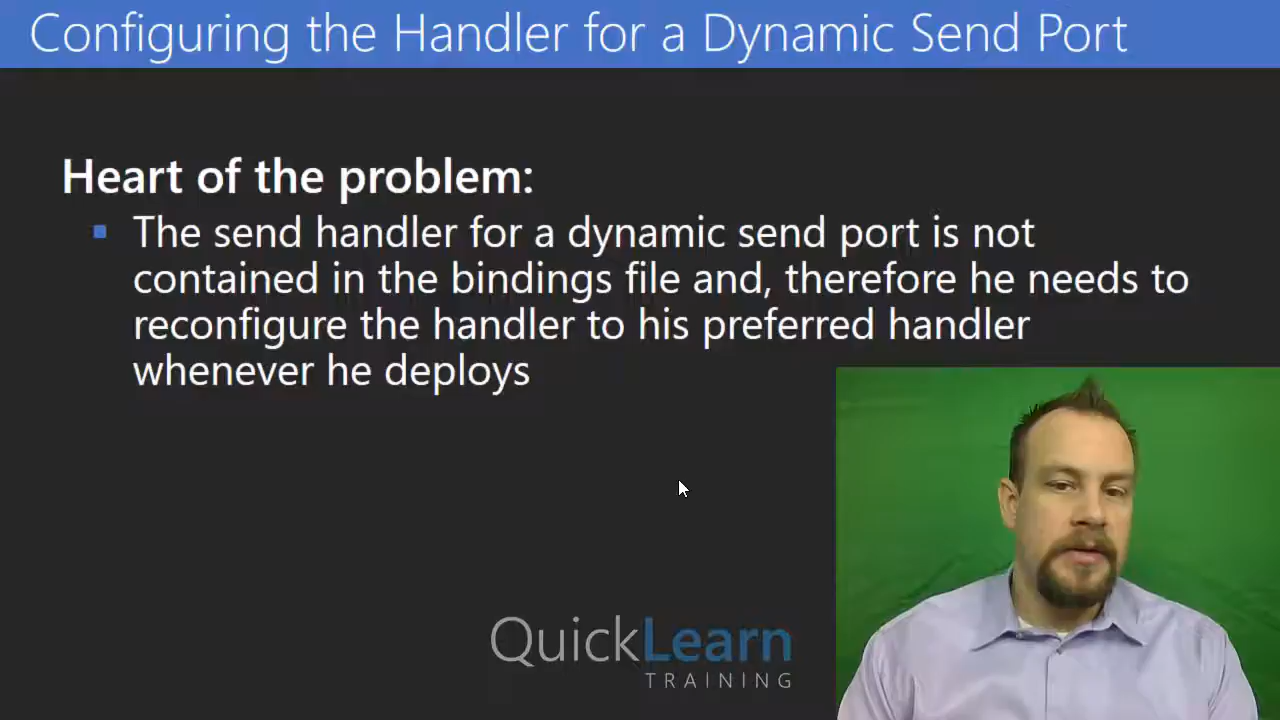 Configuring the Handler for a Dynamic Send Port
Heart of the problem:
The send handler for a dynamic send port is not
contained in the bindings file and, therefore he needs to
reconfigure the handler to his preferred handler
whenever he deploys
QuickLearn
TRAINING